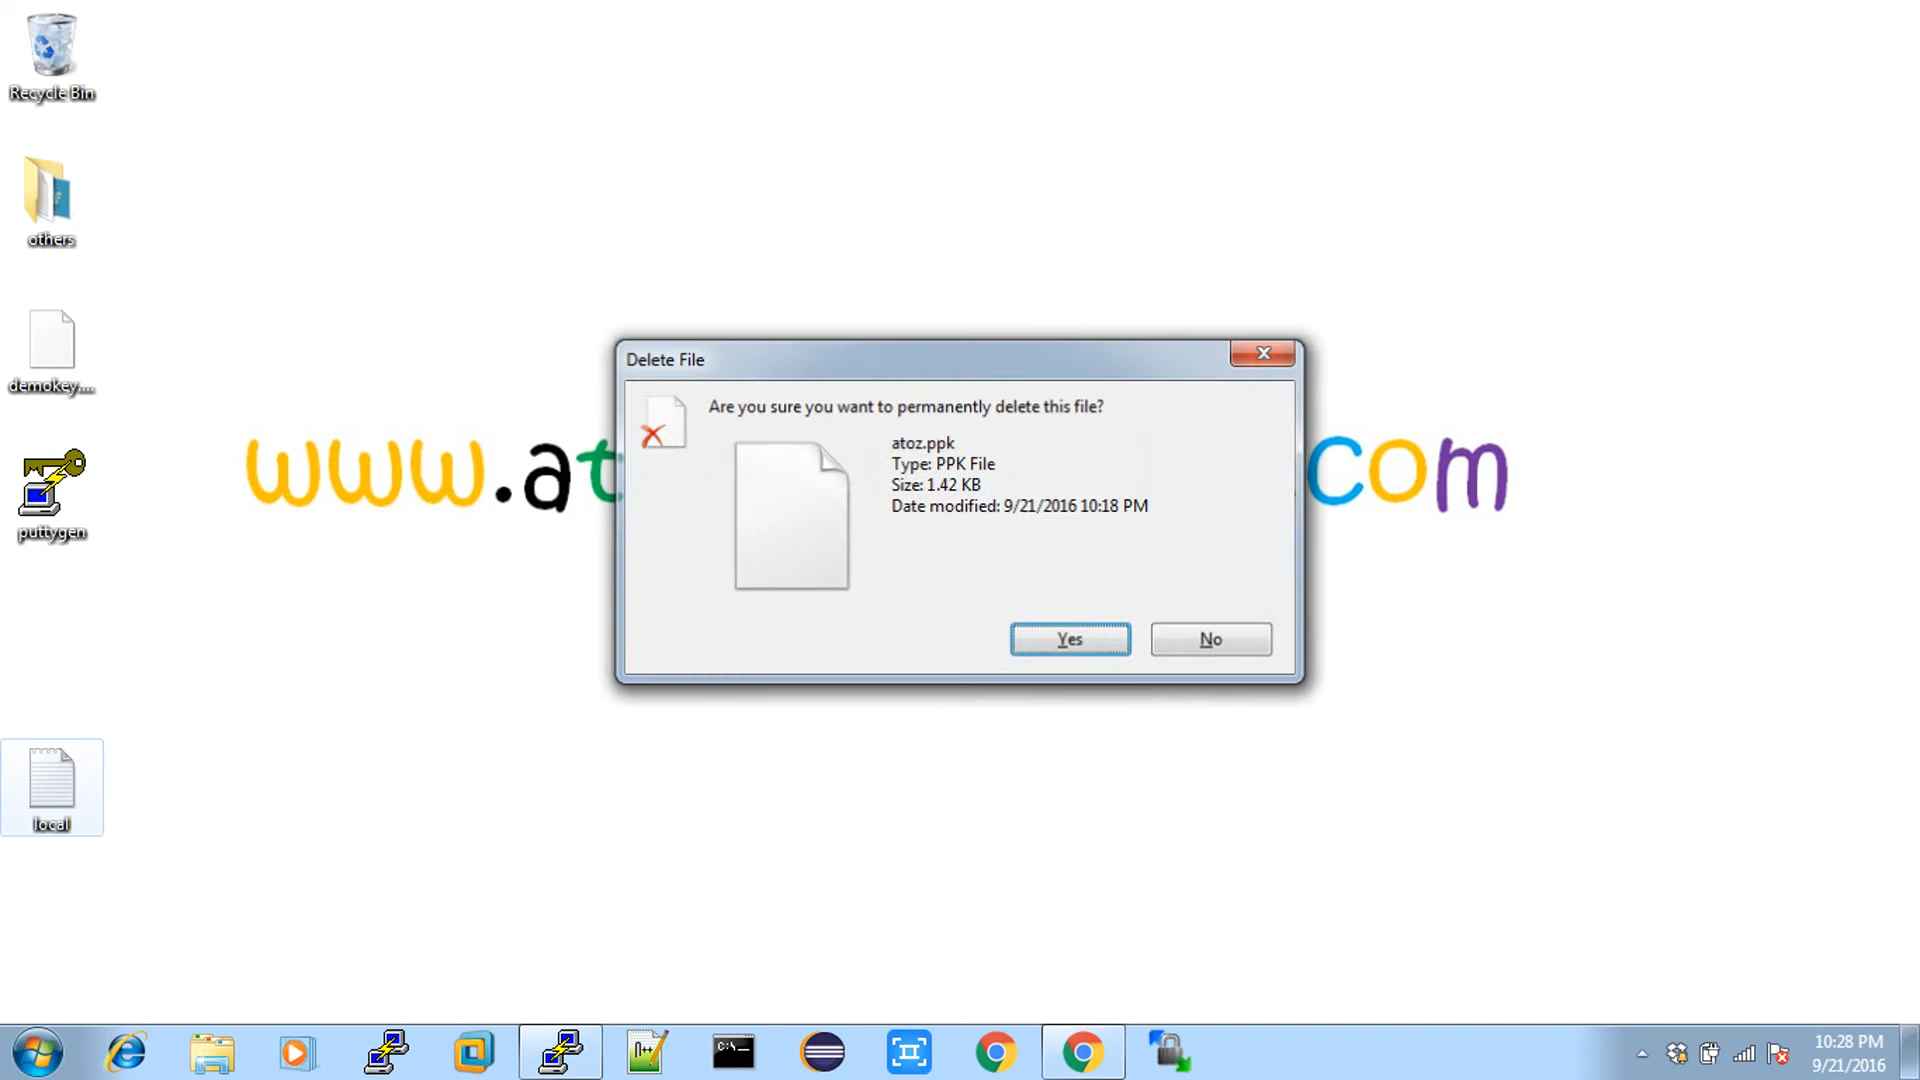 Recycle Bin
others
demokey....
puttygen
local
www.at
com
Delete File
Are you sure you want to permanently delete this file?
atoz.ppk
Type: PPK File
Size: 1.42 KB
Date modified: 9/21/2016 10:18 PM
Yes
No
C:\
10:28 PM
9/21/2016